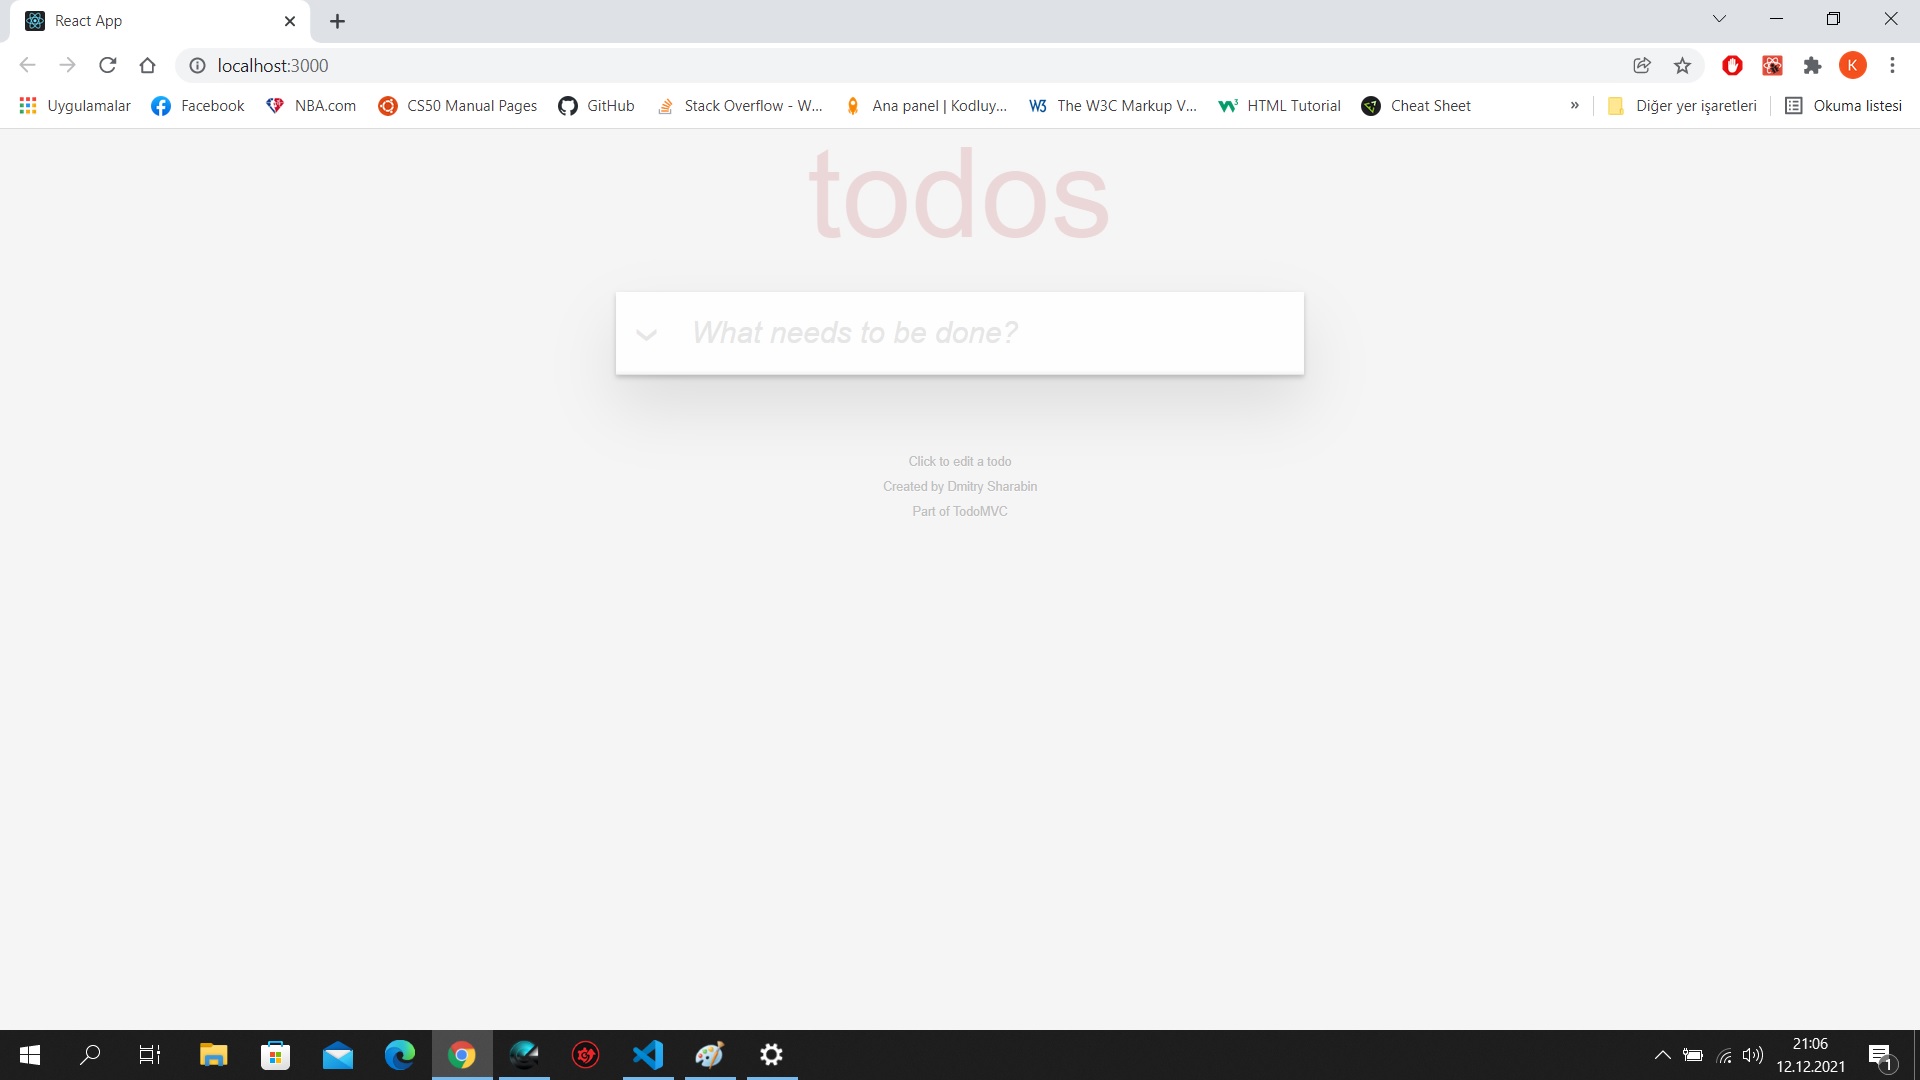 React App
localhost:3000
K
Uygulamalar
Facebook
NBA.com
CS50 Manual Pages
GitHub
Stack Overflow - W...
Ana panel | Kodluy...
W3 The W3C Markup V...
HTML Tutorial
Cheat Sheet
»
Diğer yer işaretleri
Okuma listesi
todos
What needs to be done?
Click to edit a todo
Created by Dmitry Sharabin
Part of TodoMVC
21:06
12.12.2021
1